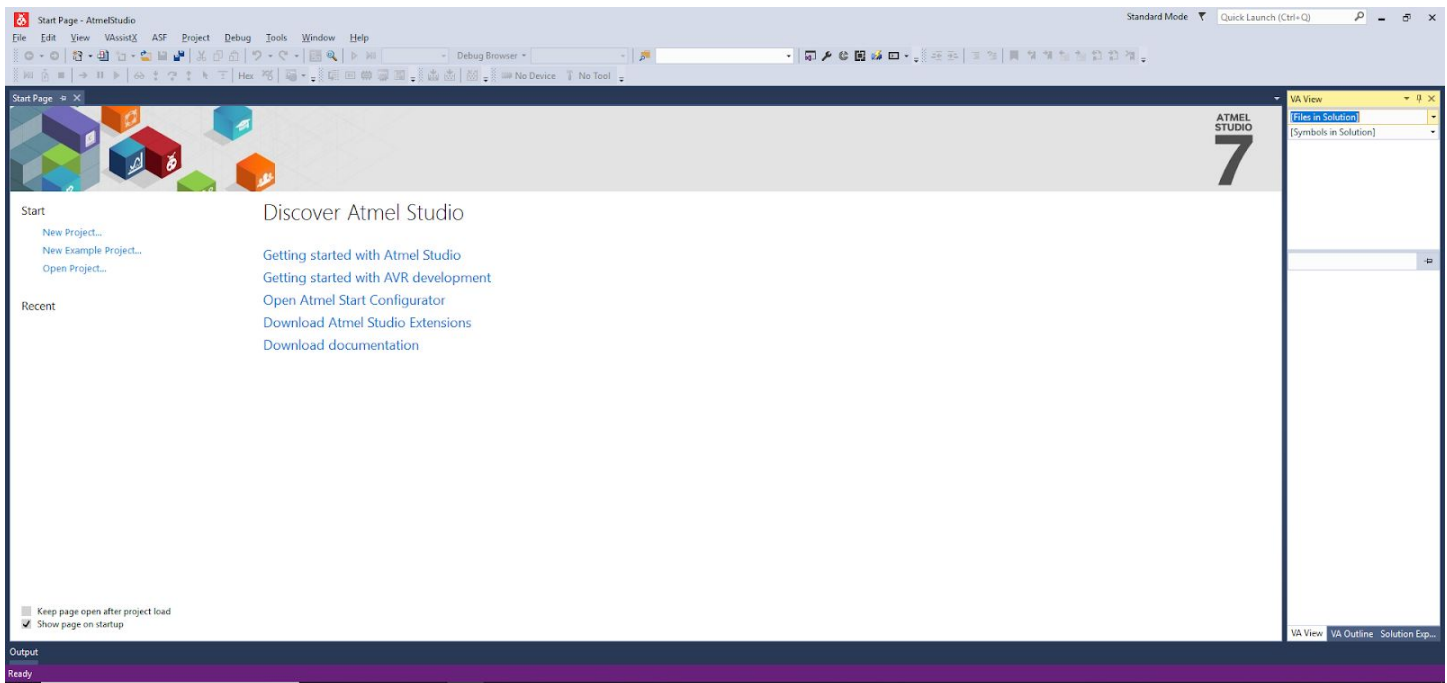 Start Page - AtmelStudio
Standard Mode
Quick Launch (Ctrl+Q)
File Edit View VAssistX ASF Project Debug Tools Window Help
Debug Browser
Hex
No Device
No Tool
Start Page
VA View
ATMEL
STUDIO
7
[Files in Solution]
[Symbols in Solution]
Start
New Project...
New Example Project...
Open Project...
Recent
Discover Atmel Studio
Getting started with Atmel Studio
Getting started with AVR development
Open Atmel Start Configurator
Download Atmel Studio Extensions
Download documentation
Keep page open after project load
Show page on startup
VA View VA Outline Solution Exp...
Output
Ready